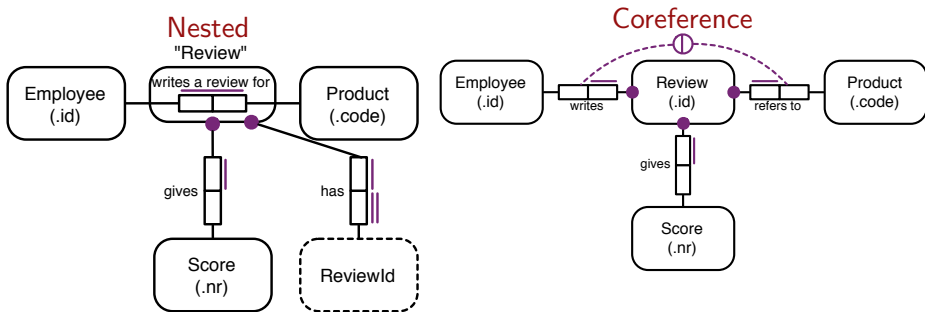 Nested
"Review"
writes a review for
Employee
(.id)
Product
(.code)
gives
has
Score
(.nr)
ReviewId
Coreference
Employee
(.id)
writes
Review
(.id)
refers to
Product
(.code)
gives
Score
(.nr)